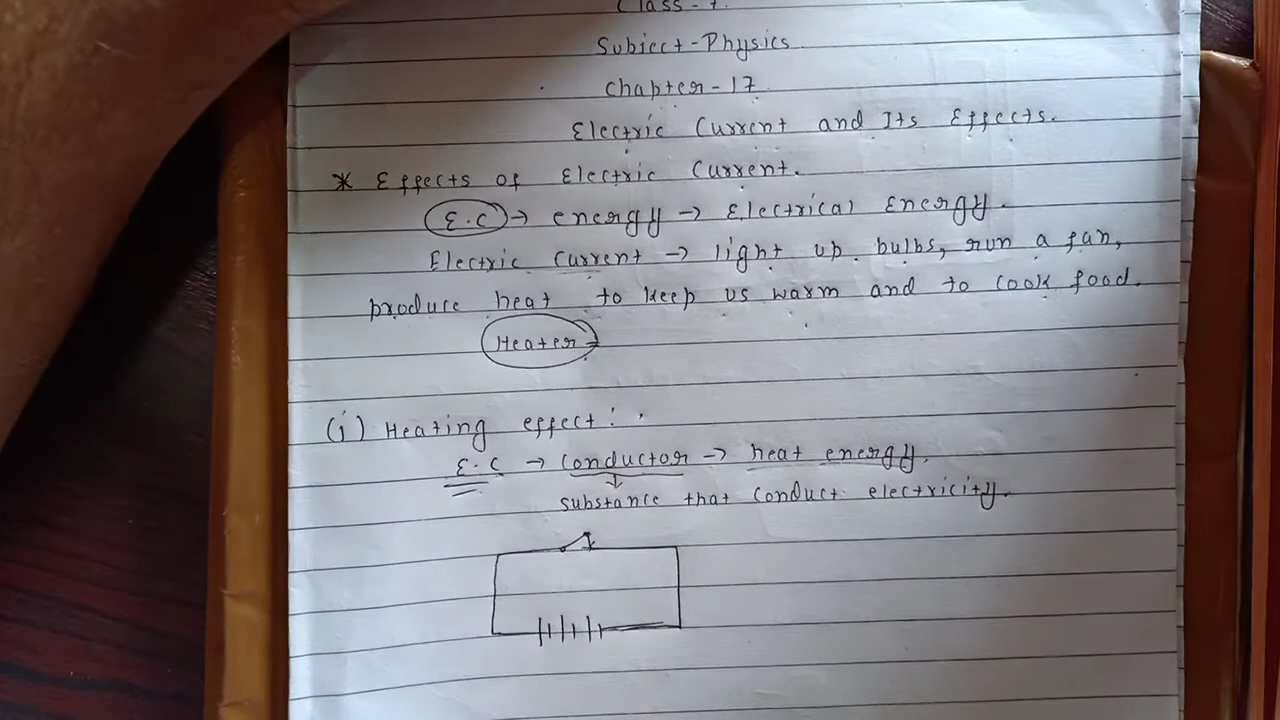 Class - 7.
Subject - Physics.
Chapter - 17.
Electric Current and Its Effects.
* Effects of Electric Current.
E.C → energy → Electrical Energy.
Electric Current → light up bulbs, run a fan,
produce heat to keep us warm and to cook food.
Heater
(i) Heating effect :
E.C → Conductor → heat energy.
↓
substance that conduct electricity.